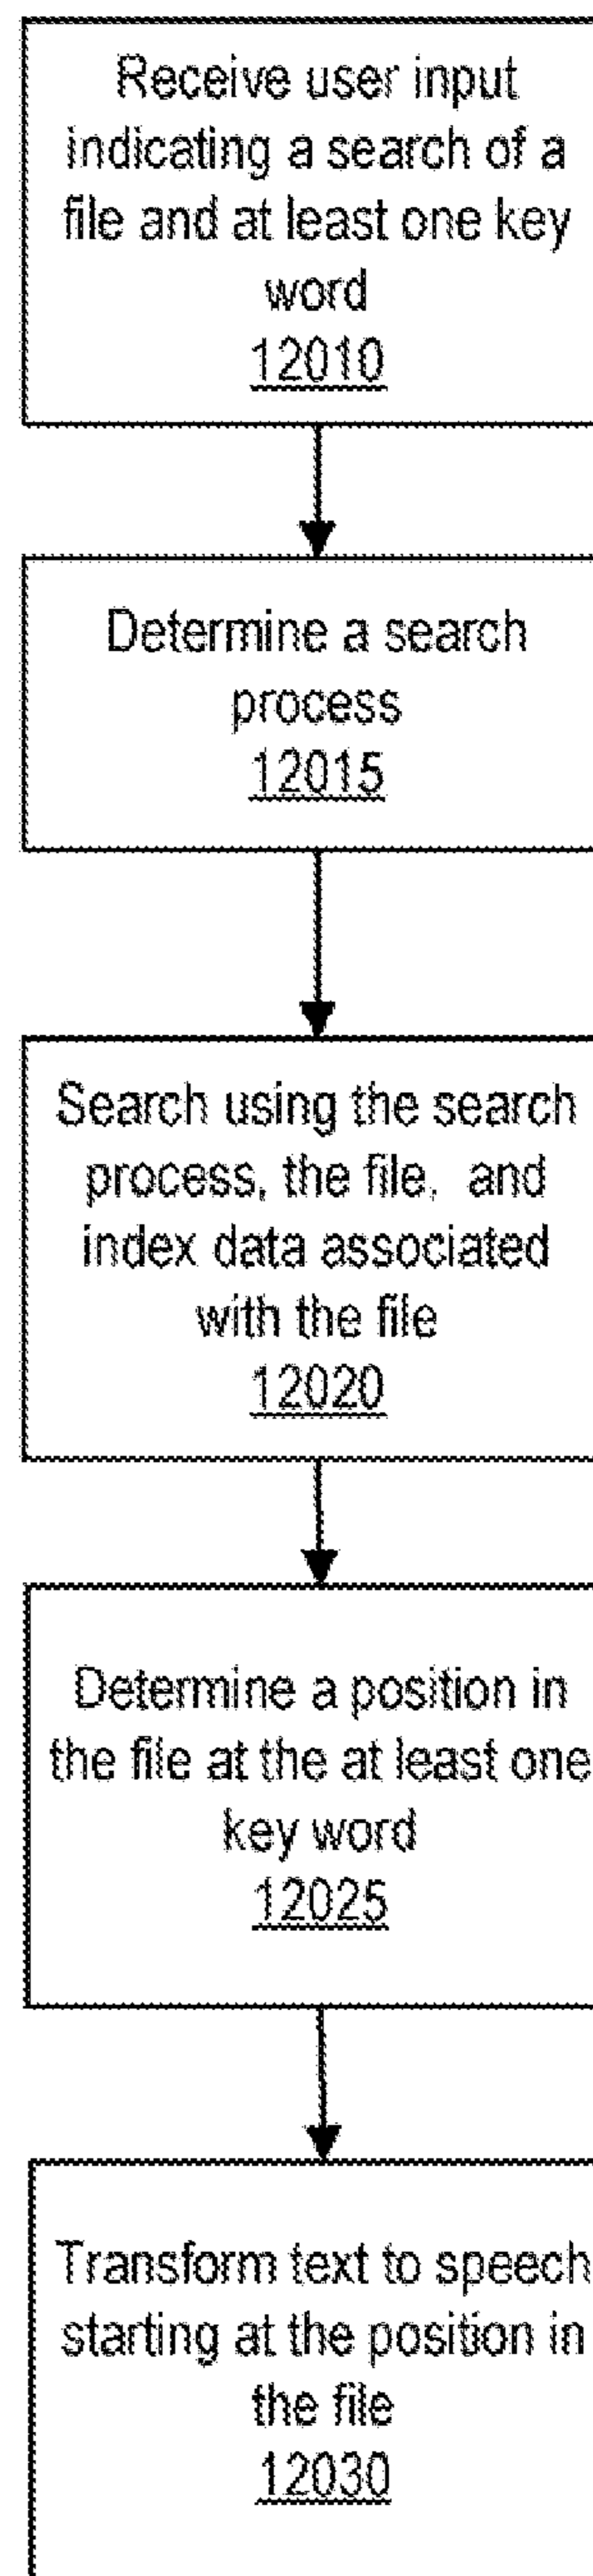 Receive user input
indicating a search of a
file and at least one key
word
12010
Determine a search
process
12015
Search using the search
process, the file, and
index data associated
with the file
12020
Determine a position in
the file at the at least one
key word
12025
Transform text to speech
starting at the position in
the file
12030